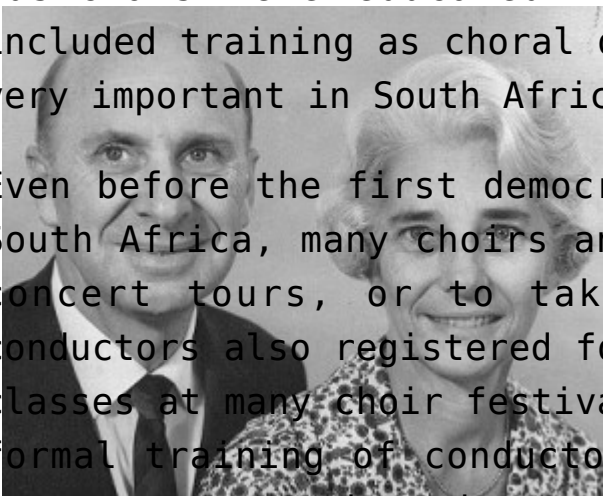 included training as choral
very important in South Afric
Even before the first democr
South Africa, many choirs an
concert tours, or to tak
conductors also registered fo
classes at many choir festiva
formal training of conducto